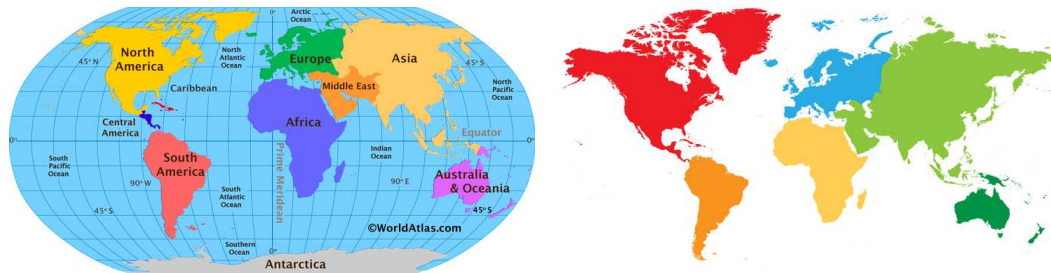 Arctic
Ocean
North
America
45° N
North
Atlantic
Ocean
Europe
Asia
45° S
Middle East
North
Pacific
Ocean
Caribbean
Central
America
Africa
Equator
0°
0°
Indian
Ocean
South
Pacific
Ocean
South
America
Prime Meridean
90° W
90° E
Australia
& Oceania
South
Atlantic
Ocean
45° S
45° S
©WorldAtlas.com
Southern
Ocean
0°
Antarctica